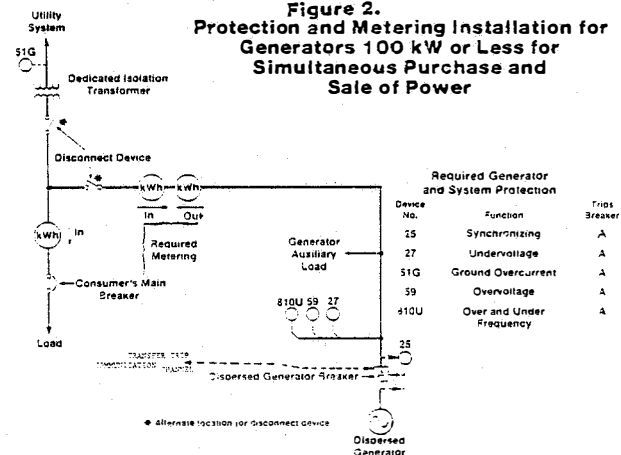 Figure 2.
Protection and Metering Installation for
Generators 100 kW or Less for
Simultaneous Purchase and
Sale of Power
Utility
System
51G
Dedicated Isolation
Transformer
*
Disconnect Device
*
kWh
kWh
In
Out
Required
Metering
kWh
In
Consumer's Main
Breaker
Load
Generator
Auxiliary
Load
Required Generator
and System Protection
Device
No.
Function
Trips
Breaker
25 Synchronizing A
27 Undervoltage A
51G Ground Overcurrent A
59 Overvoltage A
810U Over and Under
Frequency
A
810U 59 27
25
TRANSFER TRIP
COMMUNICATION CHANNEL
Dispersed Generator Breaker
* Alternate location for disconnect device
Dispersed
Generator